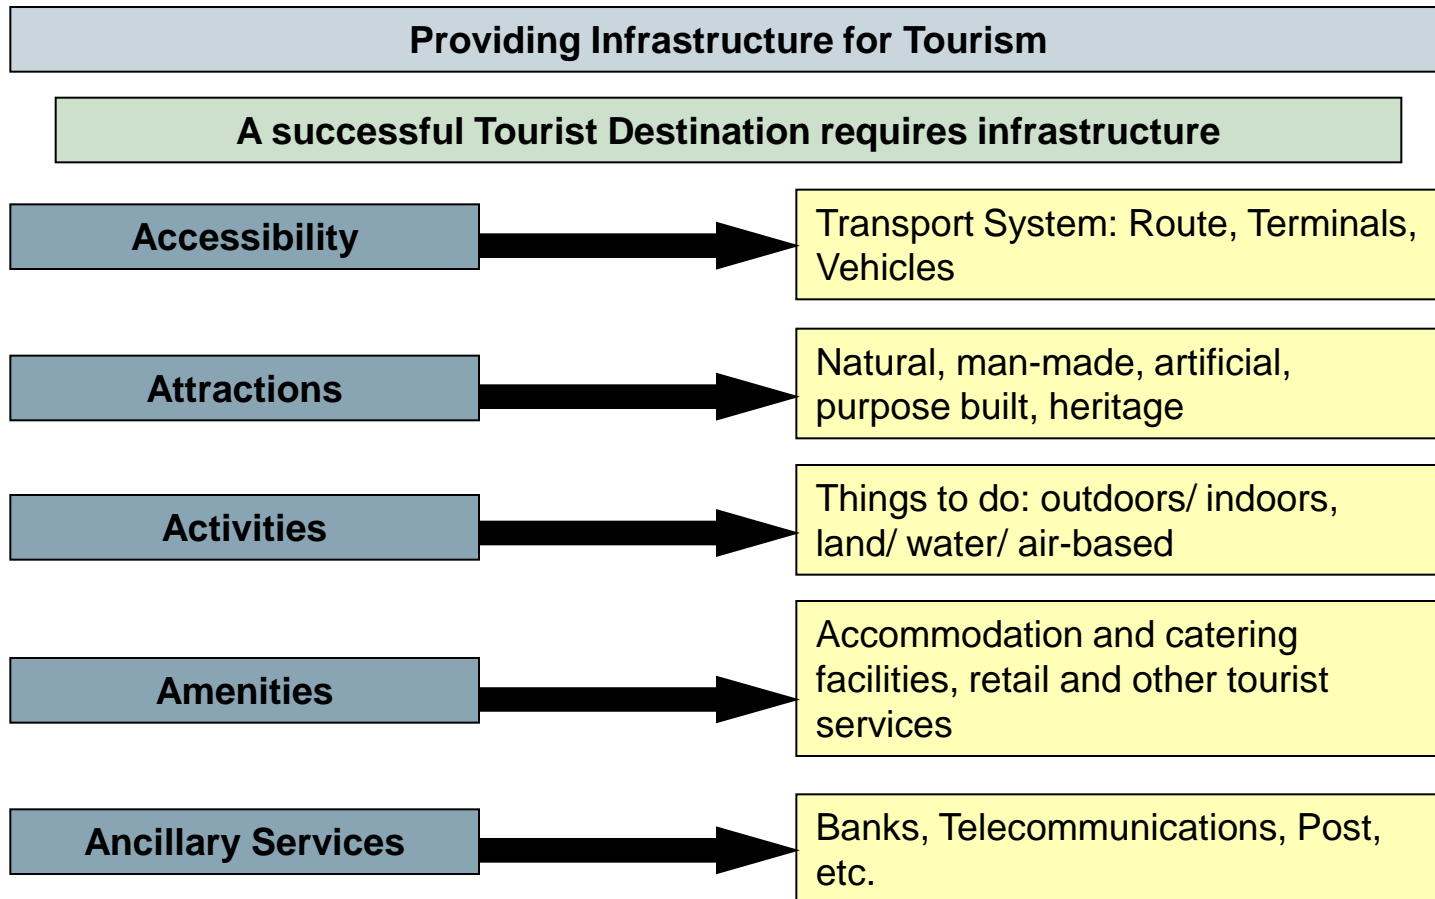 Providing Infrastructure for Tourism
A successful Tourist Destination requires infrastructure
Accessibility
Transport System: Route, Terminals,
Vehicles
Attractions
Natural, man-made, artificial,
purpose built, heritage
Activities
Things to do: outdoors/ indoors,
land/ water/ air-based
Amenities
Accommodation and catering
facilities, retail and other tourist
services
Ancillary Services
Banks, Telecommunications, Post,
etc.